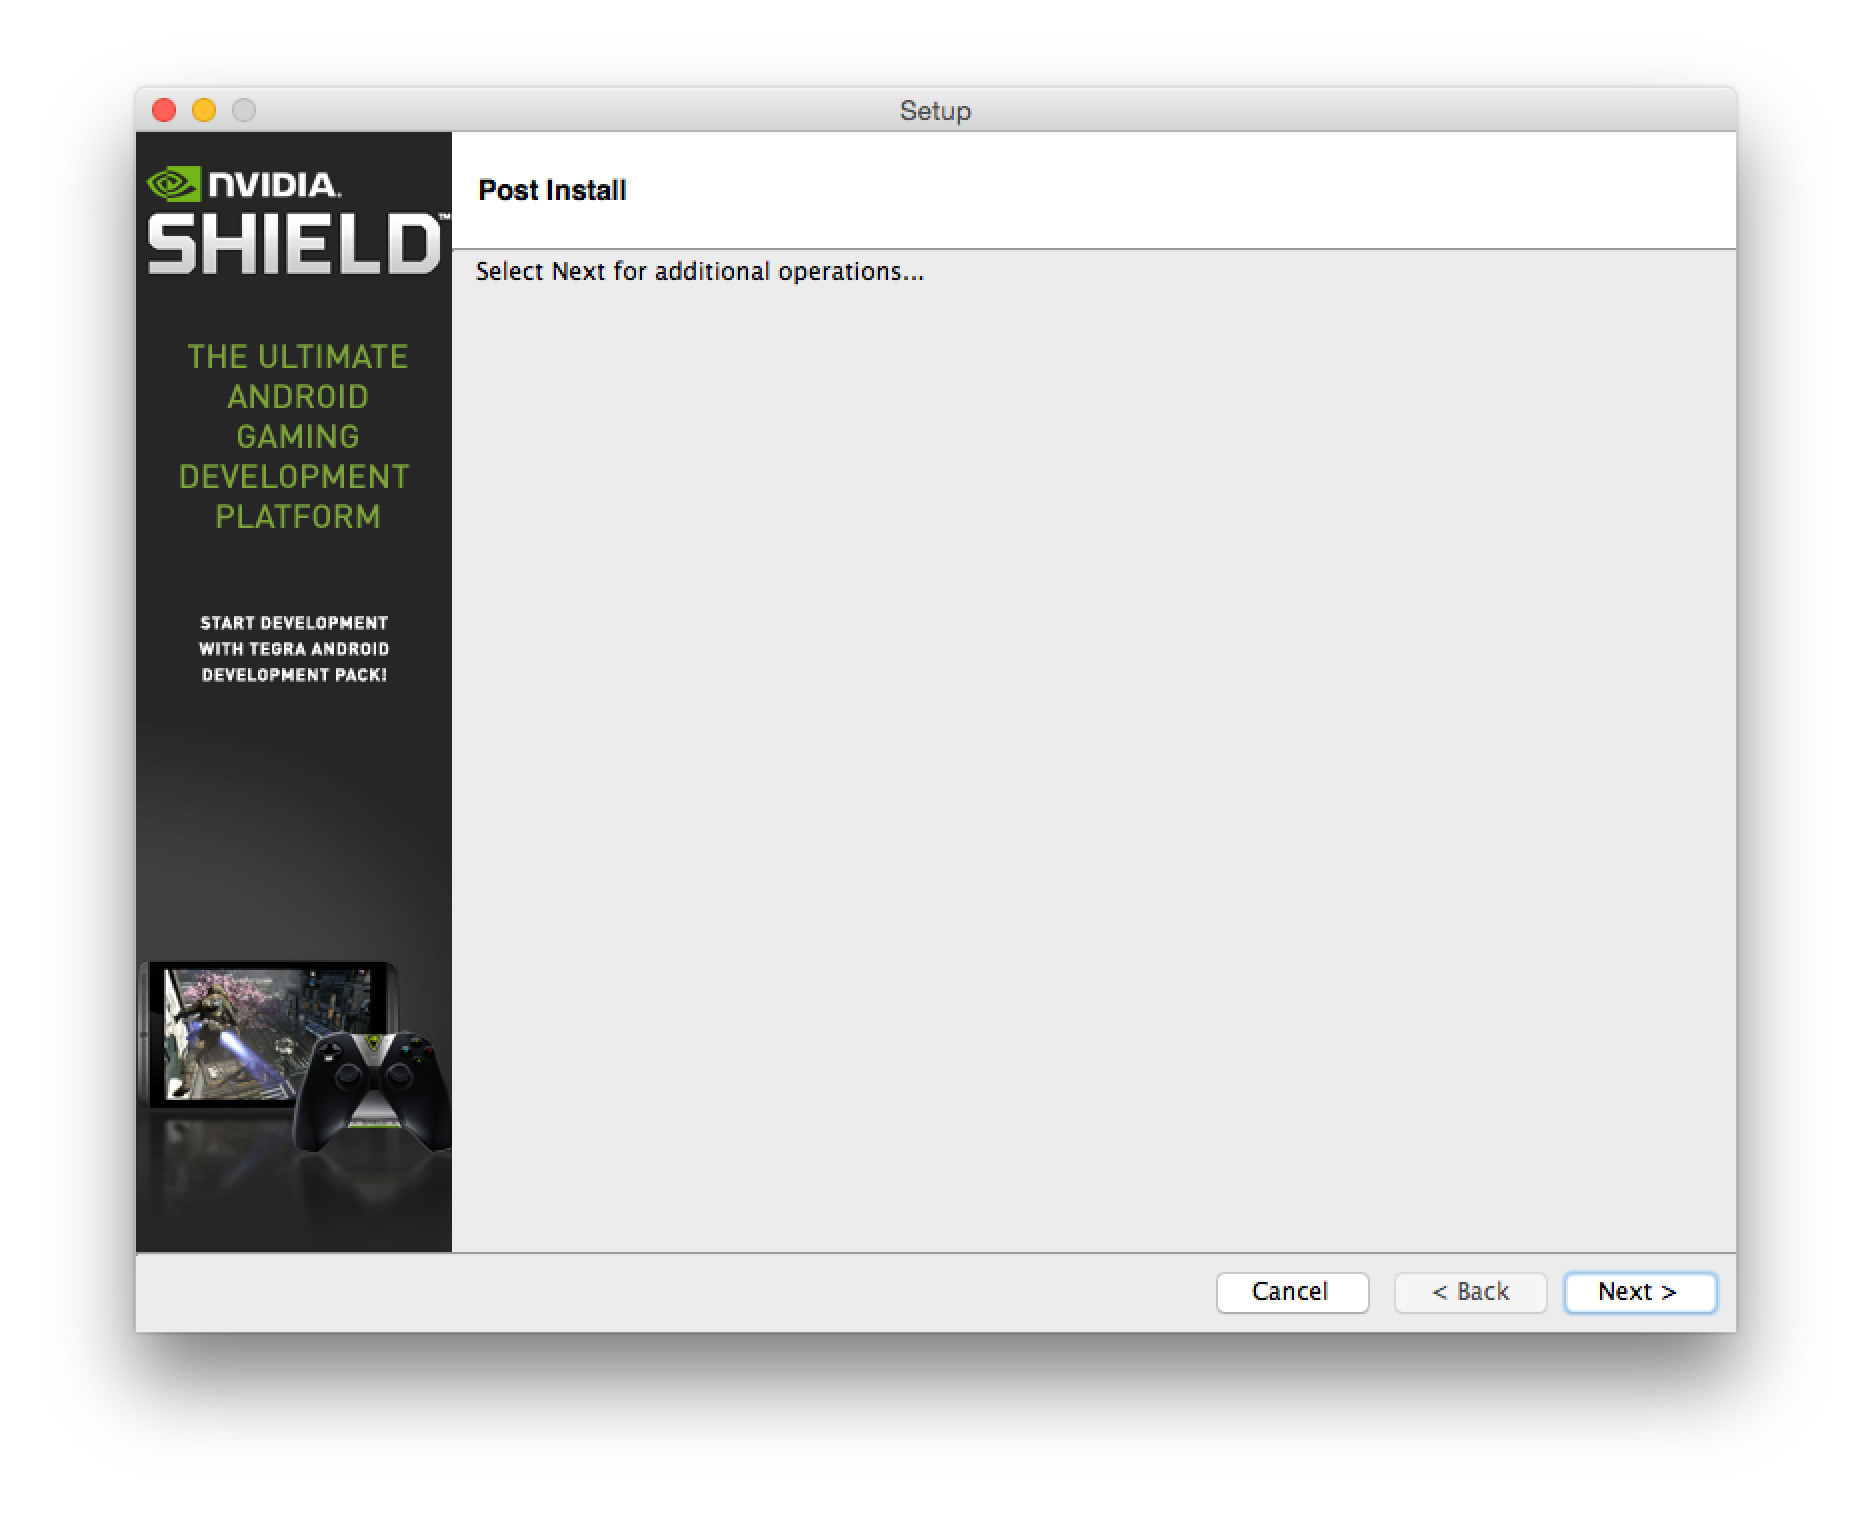 Setup
NVIDIA.
SHIELD™
THE ULTIMATE
ANDROID
GAMING
DEVELOPMENT
PLATFORM
START DEVELOPMENT
WITH TEGRA ANDROID
DEVELOPMENT PACK!
Post Install
Select Next for additional operations...
Cancel
< Back
Next >